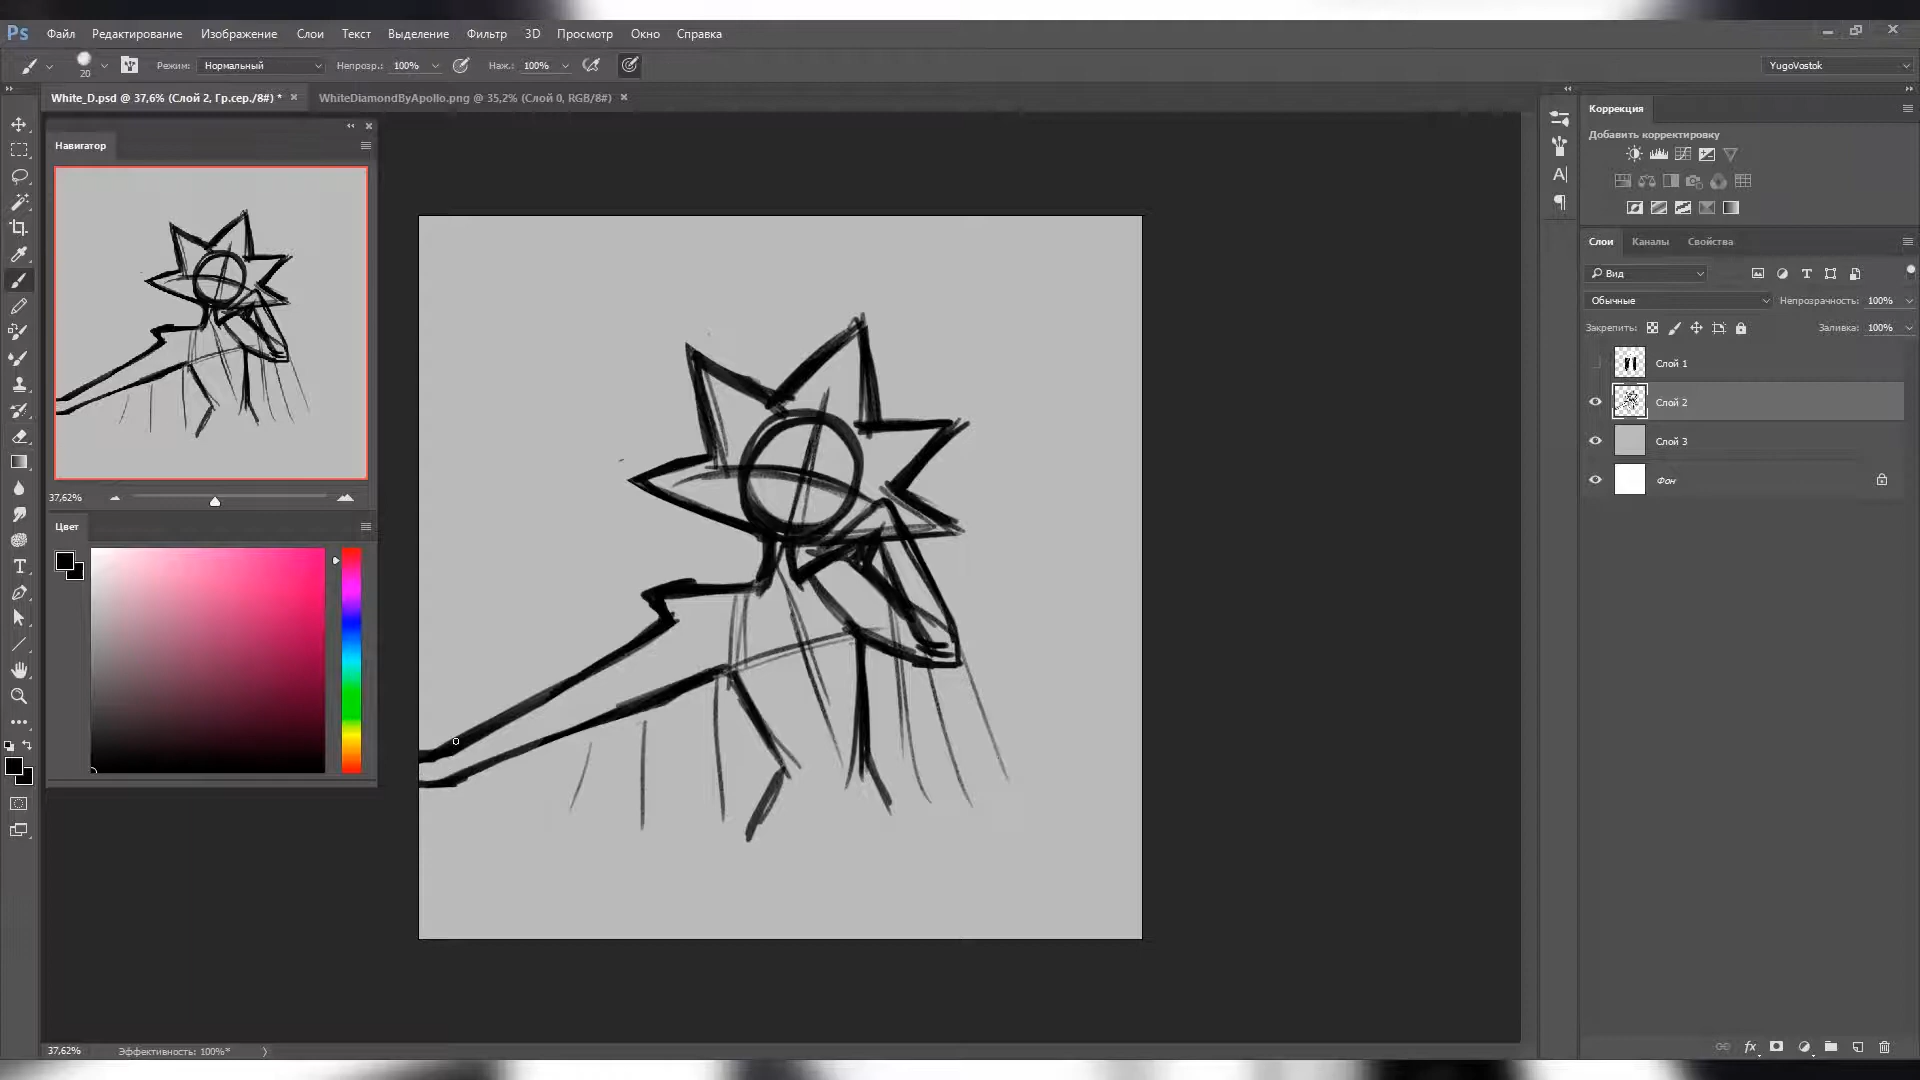 Ps Файл Редактирование Изображение Слои Текст Выделение Фильтр 3D Просмотр Окно Справка
20 Режим: Нормальный Непрозр.: 100% Наж.: 100% YugoVostok
White_D.psd @ 37,6% (Слой 2, Гр.сер./8#) * WhiteDiamondByApollo.png @ 35,2% (Слой 0, RGB/8#)
Навигатор
37,62%
Цвет
Коррекция
Добавить корректировку
Слои Каналы Свойства
Вид
Обычные Непрозрачность: 100%
Закрепить: Заливка: 100%
Слой 1
Слой 2
Слой 3
Фон
37,62% Эффективность: 100%*